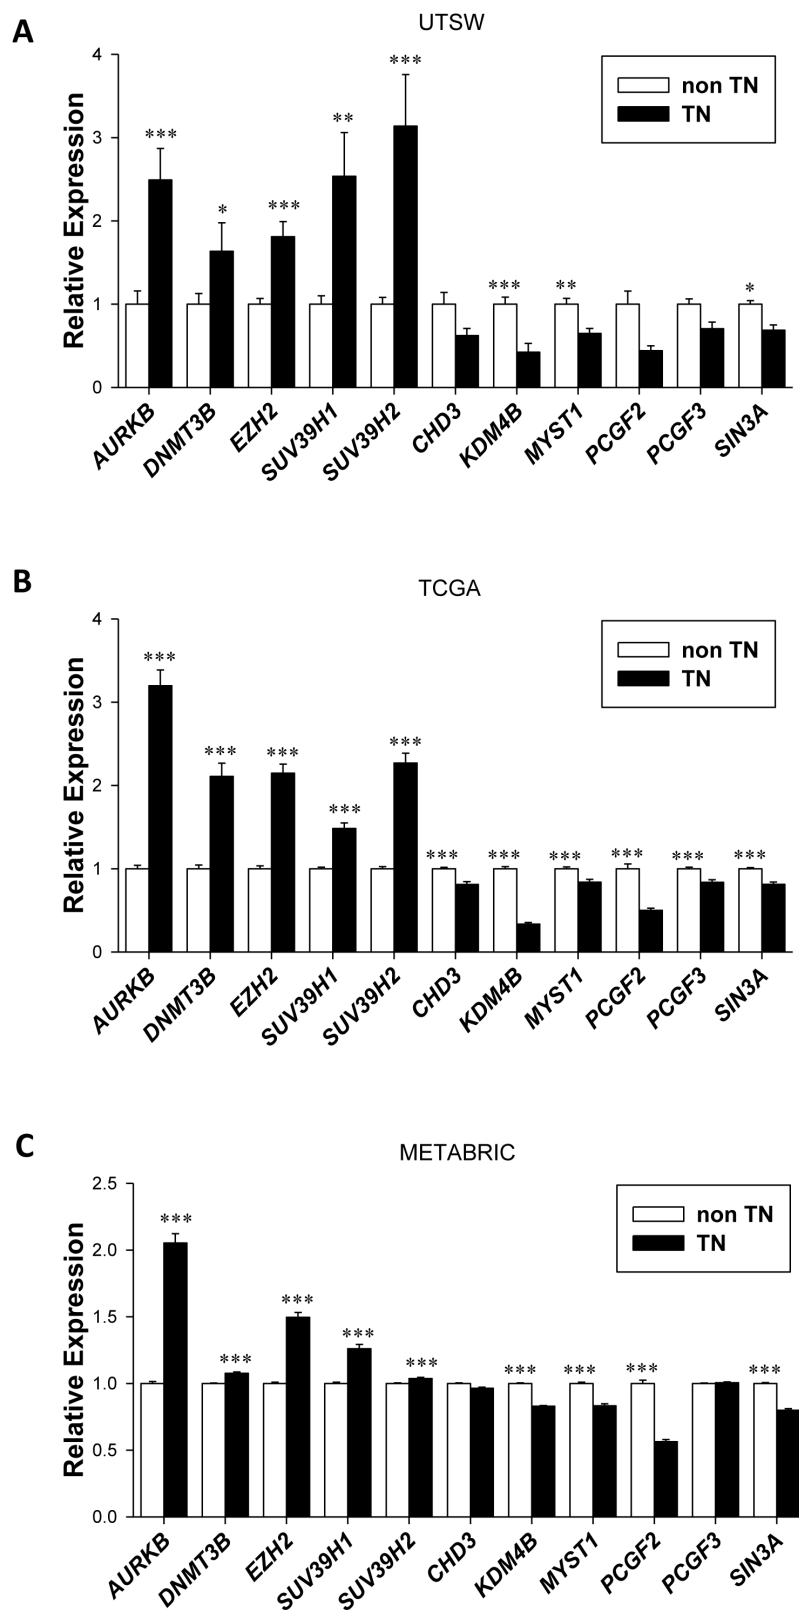 A
UTSW
4
3
2
1
0
Relative Expression
non TN
TN
***
*
***
**
***
***
**
*
AURKB
DNMT3B
EZH2
SUV39H1
SUV39H2
CHD3
KDM4B
MYST1
PCGF2
PCGF3
SIN3A
B
TCGA
4
3
2
1
0
Relative Expression
non TN
TN
***
***
***
***
***
***
***
***
***
***
***
AURKB
DNMT3B
EZH2
SUV39H1
SUV39H2
CHD3
KDM4B
MYST1
PCGF2
PCGF3
SIN3A
C
METABRIC
2.5
2.0
1.5
1.0
0.5
0.0
Relative Expression
non TN
TN
***
***
***
***
***
***
***
***
***
AURKB
DNMT3B
EZH2
SUV39H1
SUV39H2
CHD3
KDM4B
MYST1
PCGF2
PCGF3
SIN3A